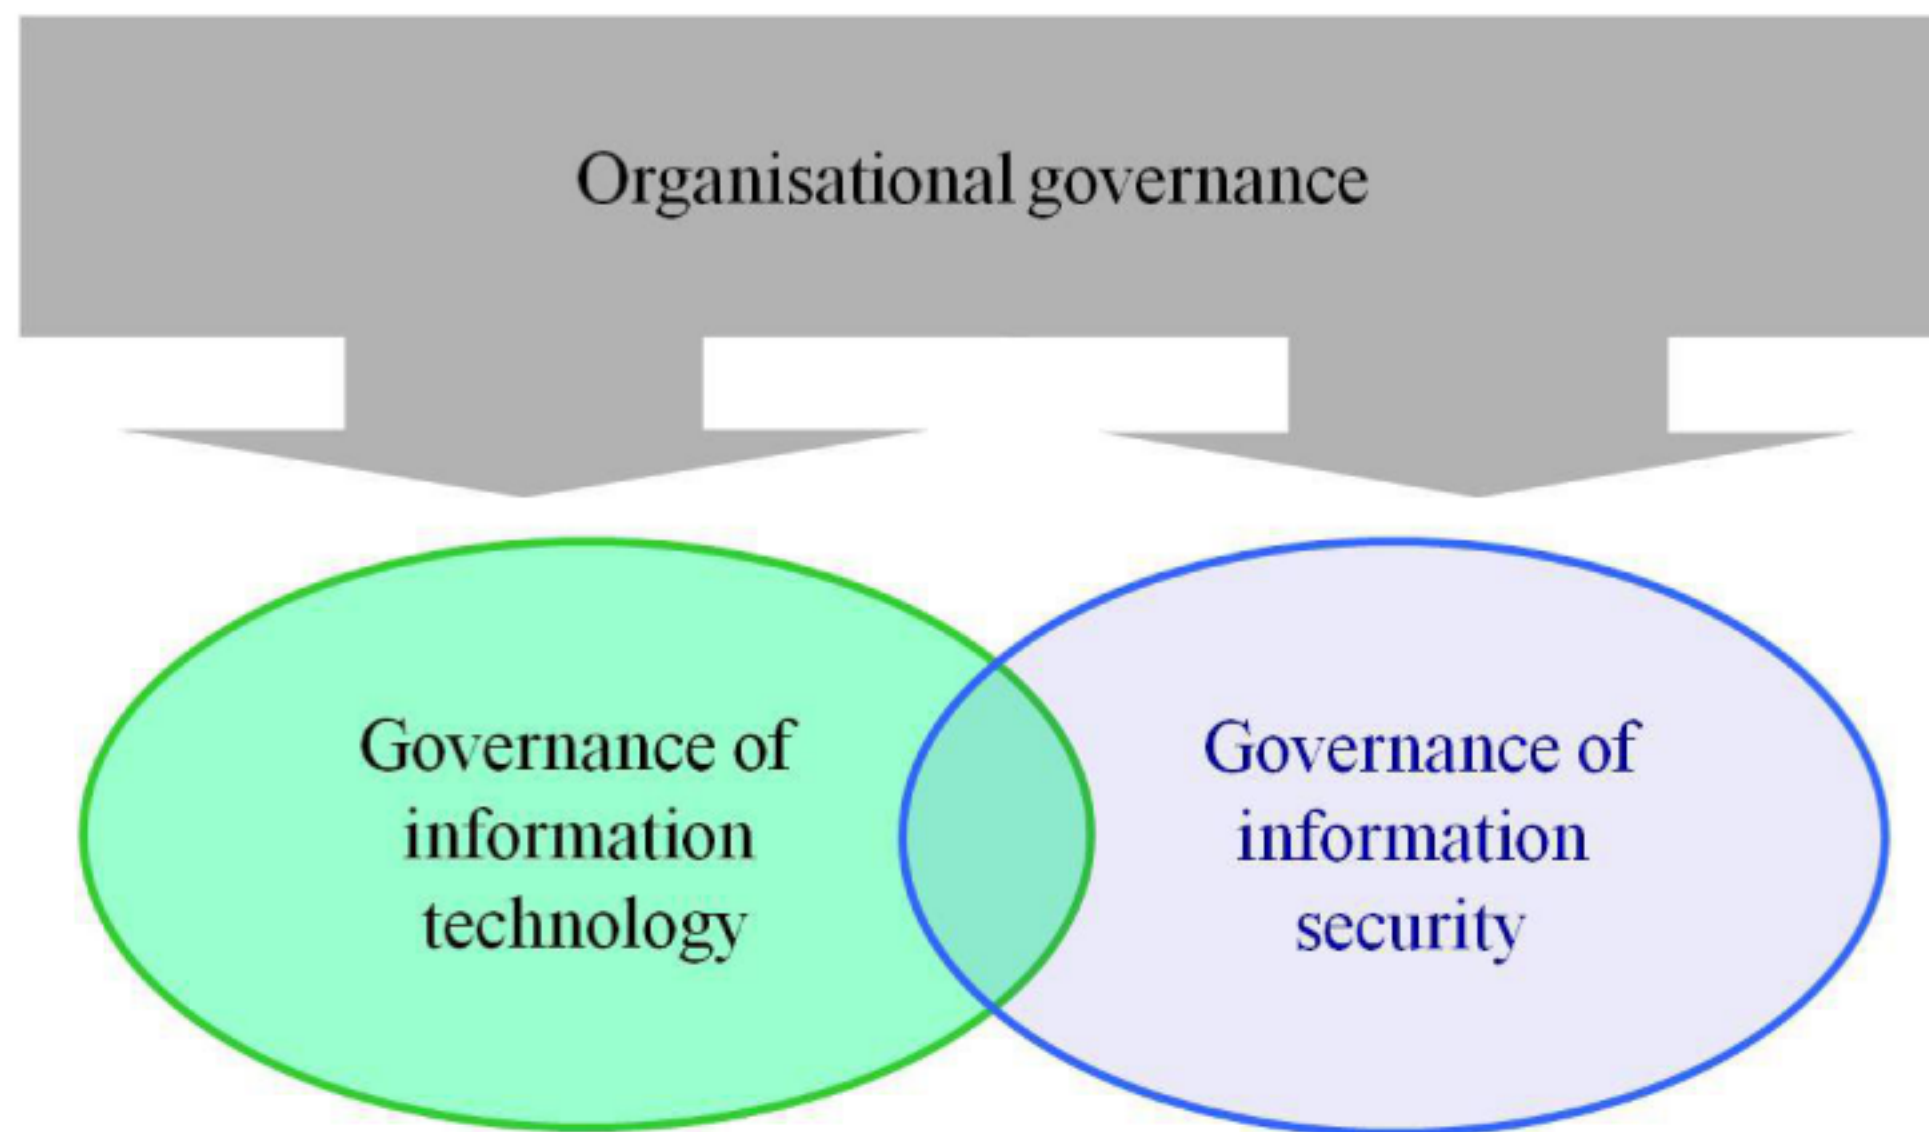 Organisational governance
Governance of
information
technology
Governance of
information
security